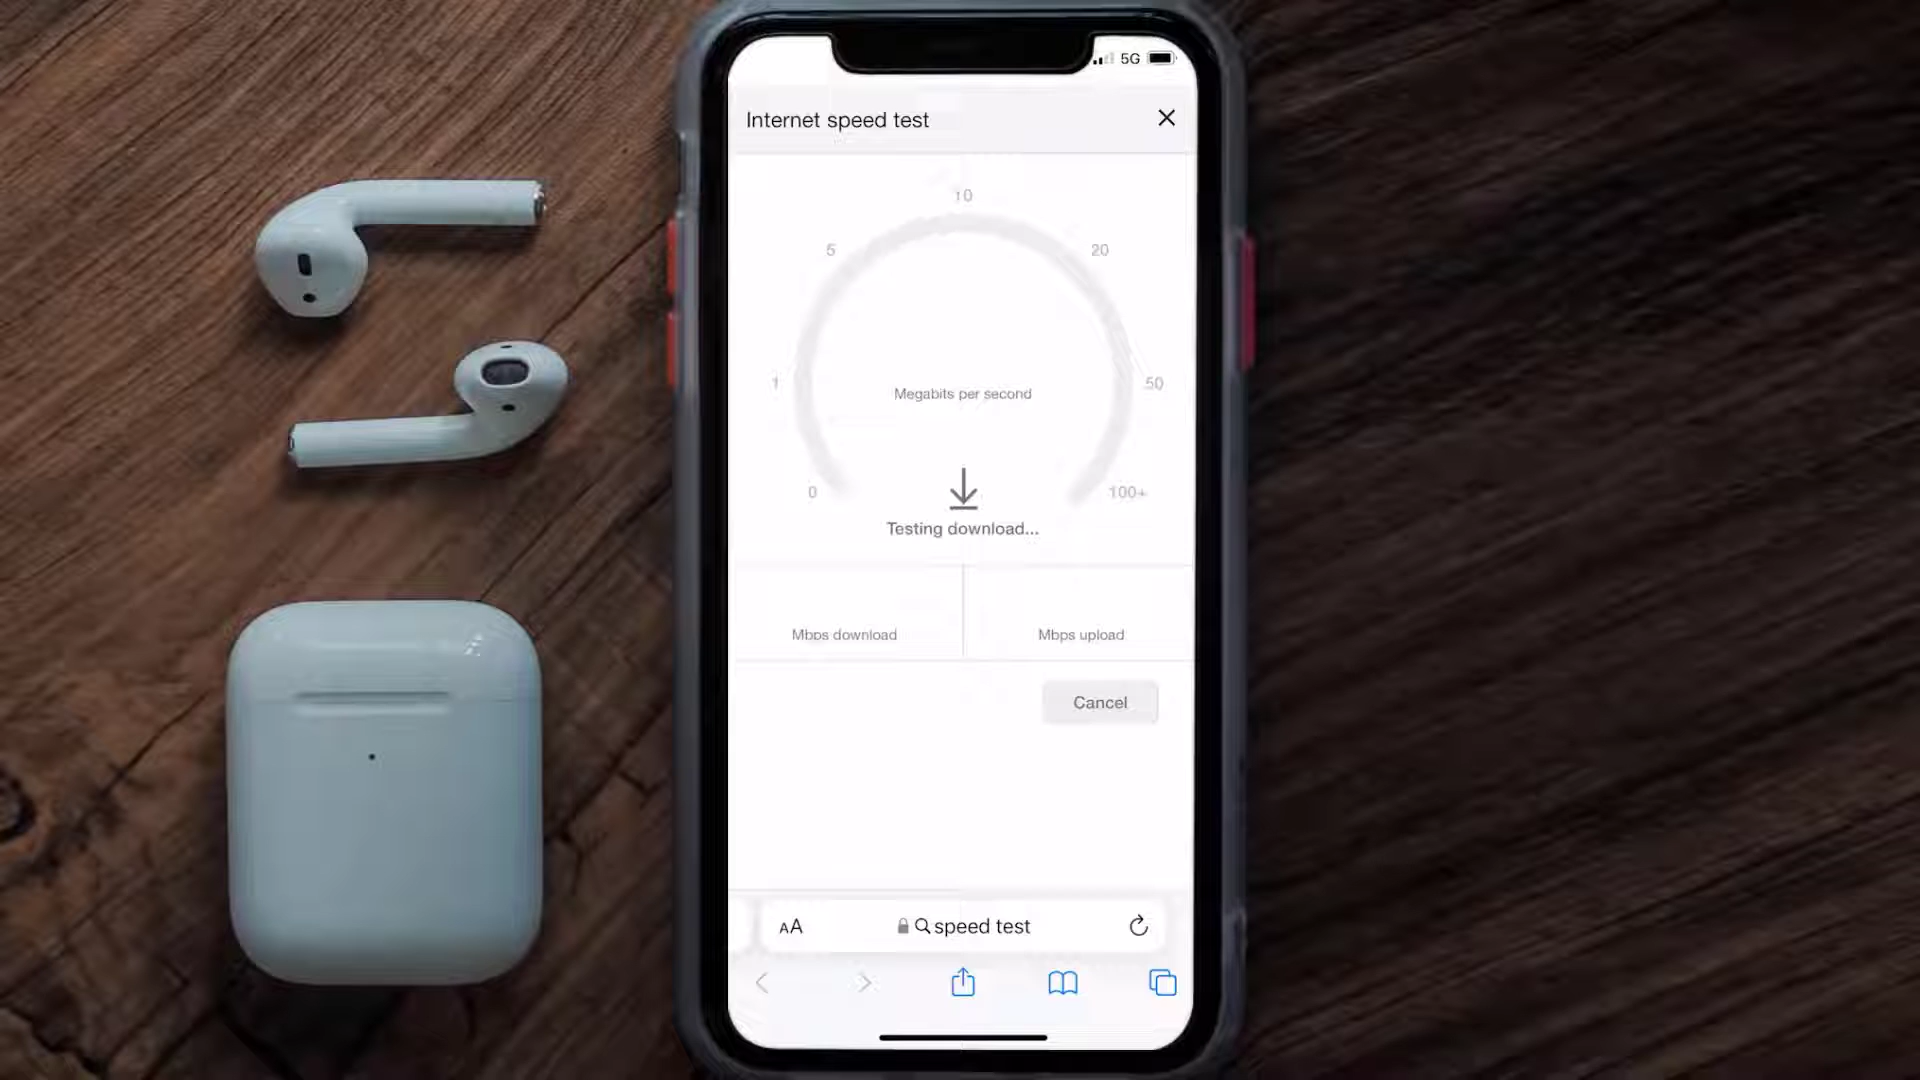 5G
Internet speed test
10
5
20
1
50
Megabits per second
0
100+
Testing download...
Mbps download
Mbps upload
Cancel
AA
speed test